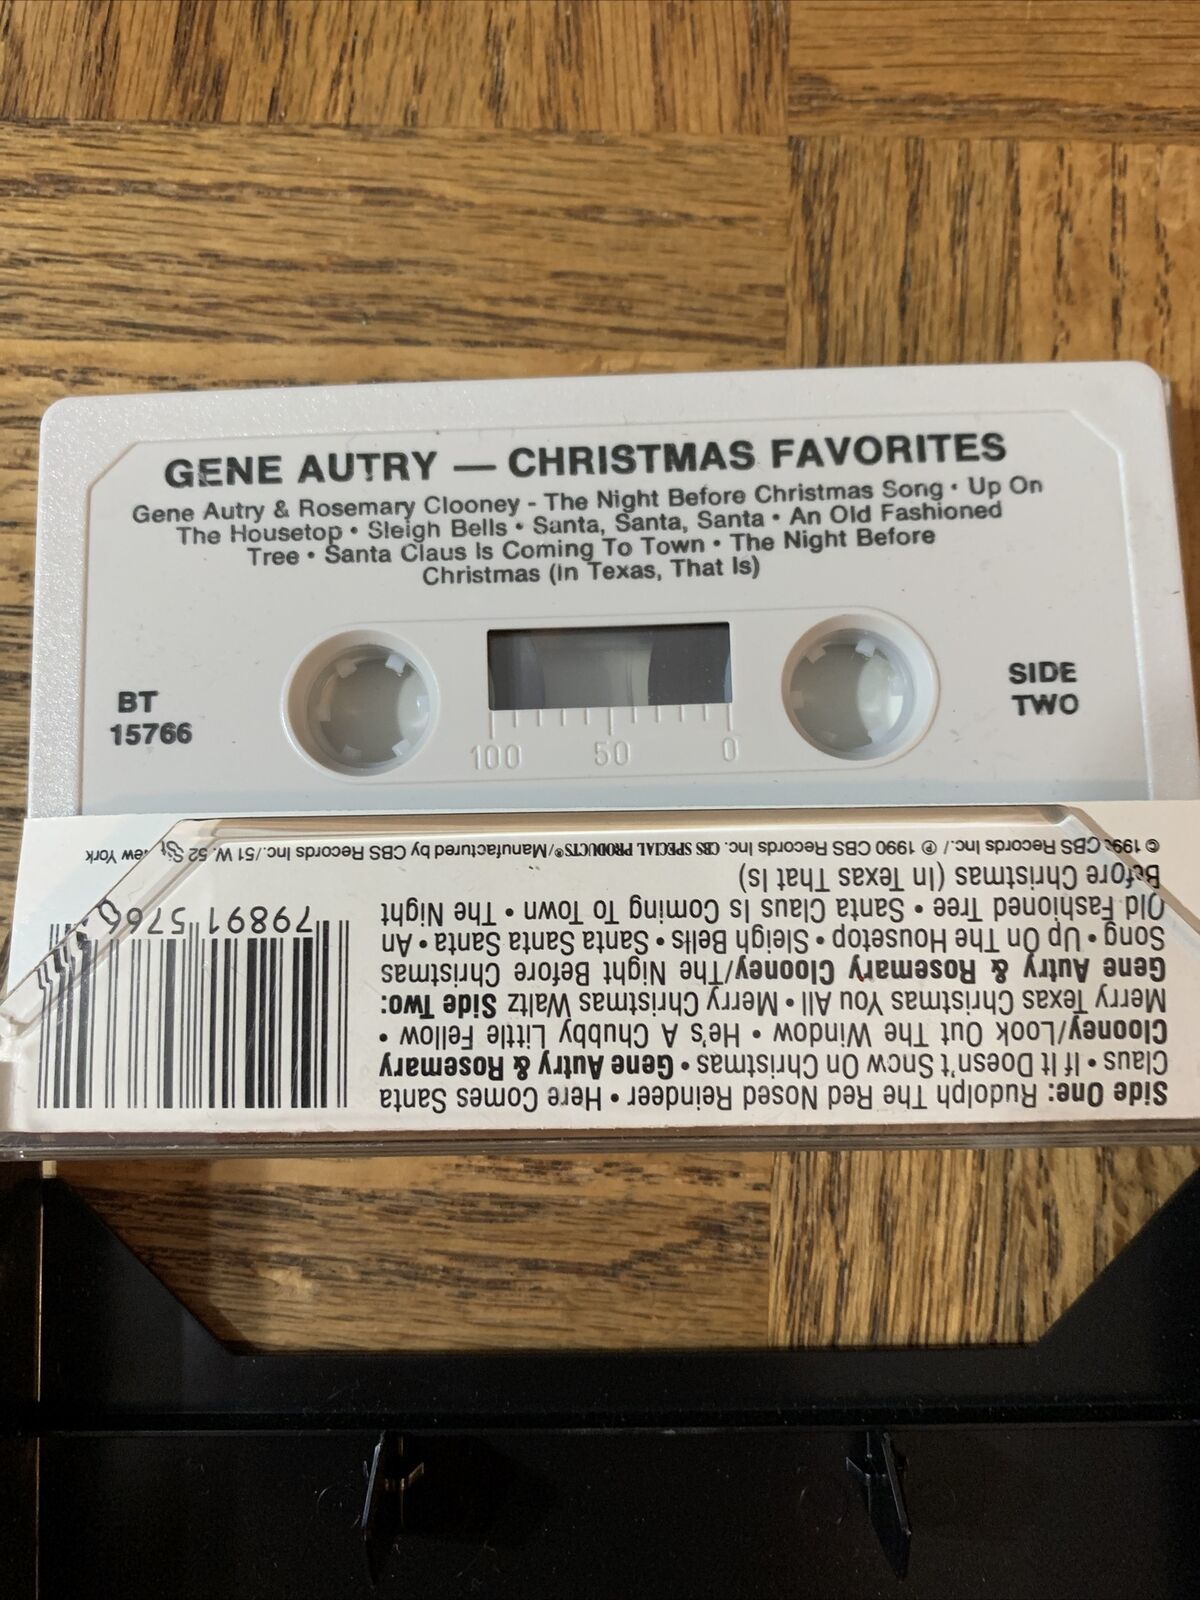 GENE AUTRY — CHRISTMAS FAVORITES
Gene Autry & Rosemary Clooney - The Night Before Christmas Song • Up On
The Housetop • Sleigh Bells • Santa, Santa, Santa • An Old Fashioned
Tree • Santa Claus Is Coming To Town • The Night Before
Christmas (In Texas, That Is)
BT
15766
SIDE
TWO
100 50 0
Side One: Rudolph The Red Nosed Reindeer • Here Comes Santa
Claus • If It Doesn't Snow On Christmas • Gene Autry & Rosemary
Clooney/Look Out The Window • He's A Chubby Little Fellow •
Merry Texas Christmas You All • Merry Christmas Waltz Side Two:
Gene Autry & Rosemary Clooney/The Night Before Christmas
Song • Up On The Housetop • Sleigh Bells • Santa Santa Santa • An
Old Fashioned Tree • Santa Claus Is Coming To Town • The Night
Before Christmas (In Texas That Is)
CBS Records Inc./ ℗ 1990 CBS Records Inc. CBS SPECIAL PRODUCTS®/Manufactured by CBS Records Inc./51 W. 52 St., New York
79891 5766